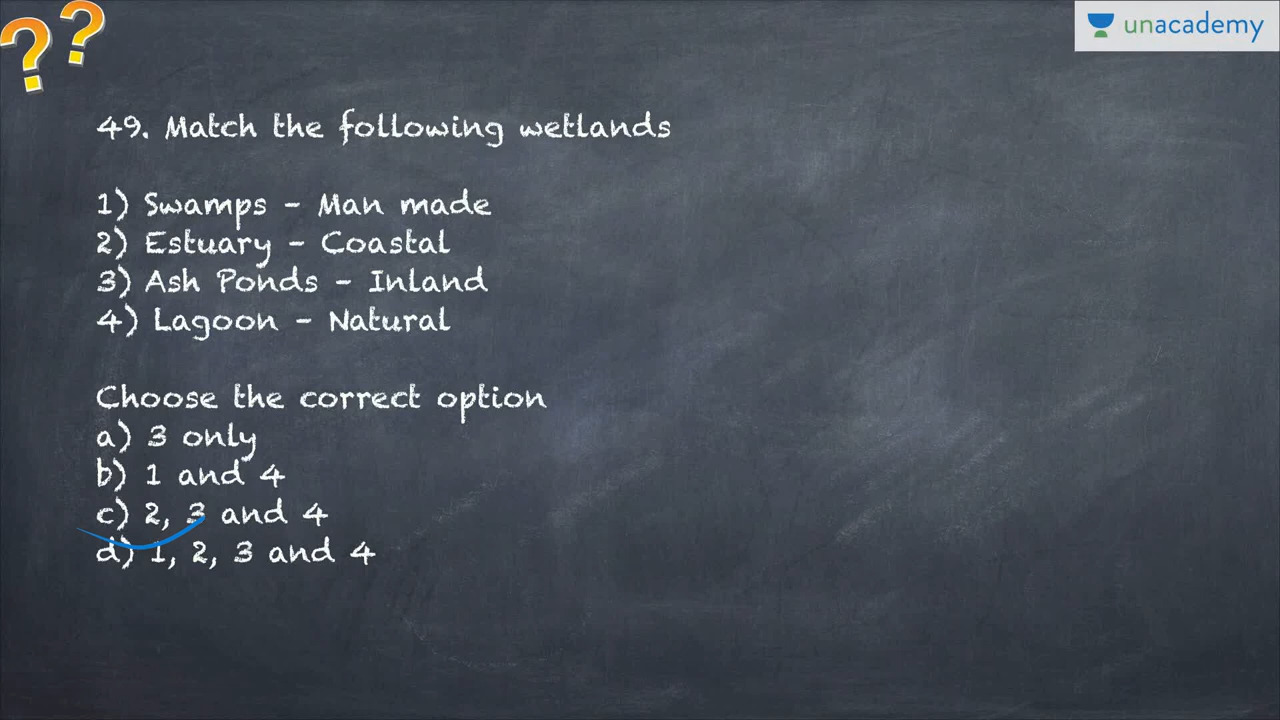 ??
unacademy
49. Match the following wetlands
1) Swamps - Man made
2) Estuary - Coastal
3) Ash Ponds - Inland
4) Lagoon - Natural
Choose the correct option
a) 3 only
b) 1 and 4
c) 2, 3 and 4
d) 1, 2, 3 and 4